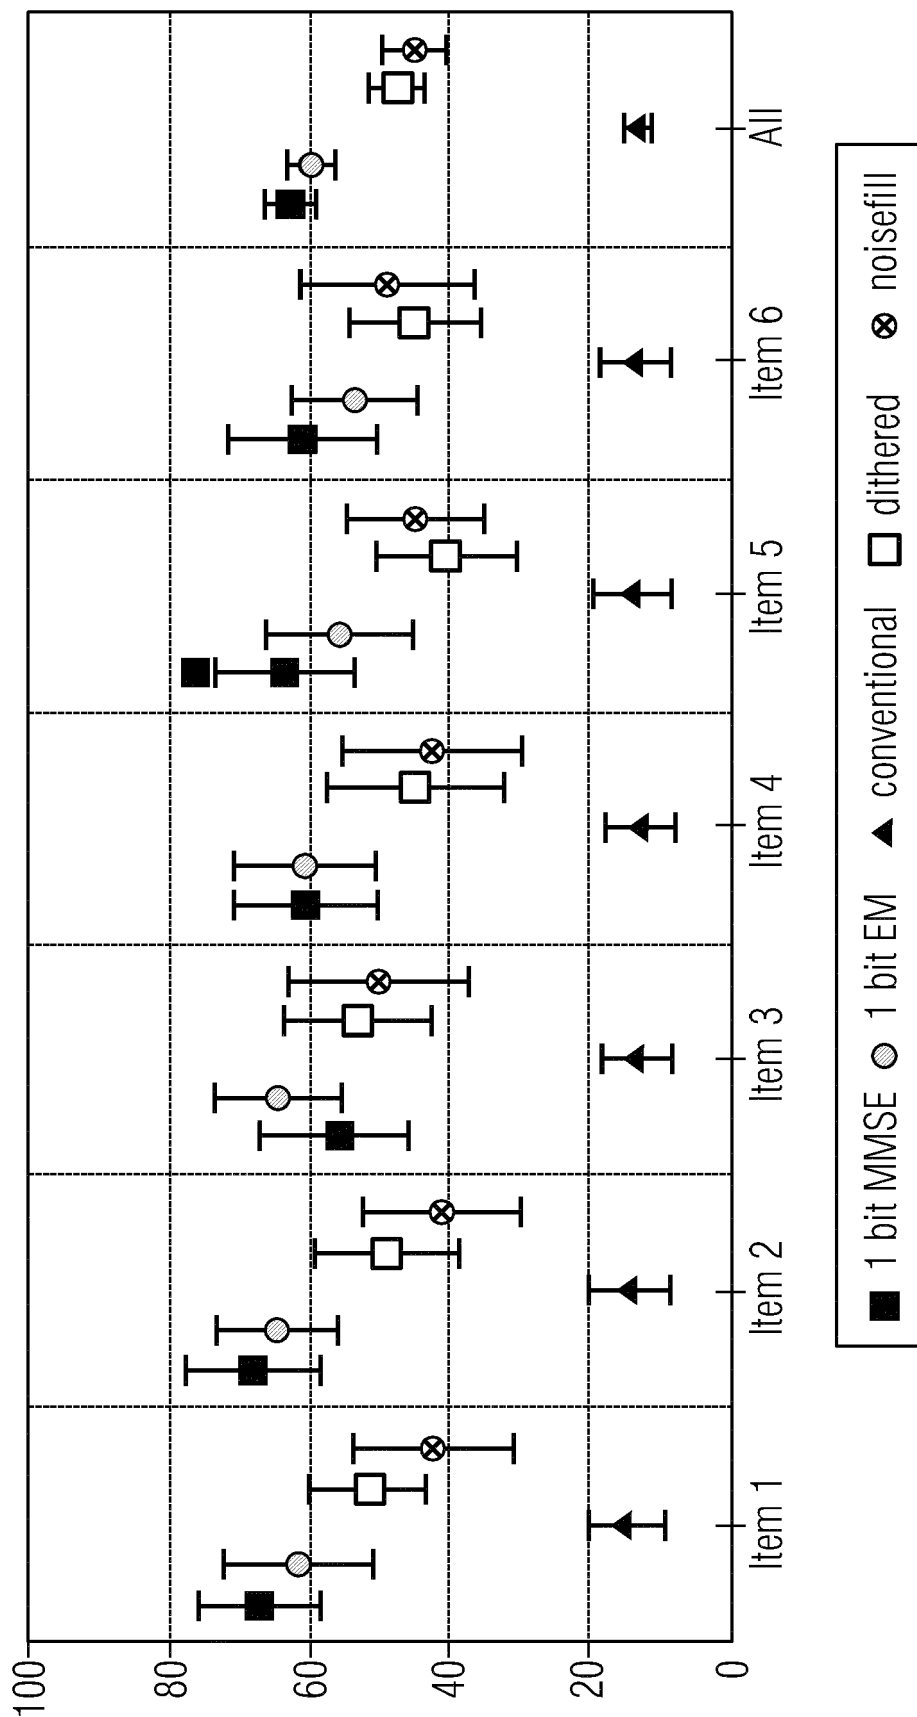 100
80
60
40
20
0
Item 1
Item 2
Item 3
Item 4
Item 5
Item 6
All
1 bit MMSE 1 bit EM conventional dithered noisefill